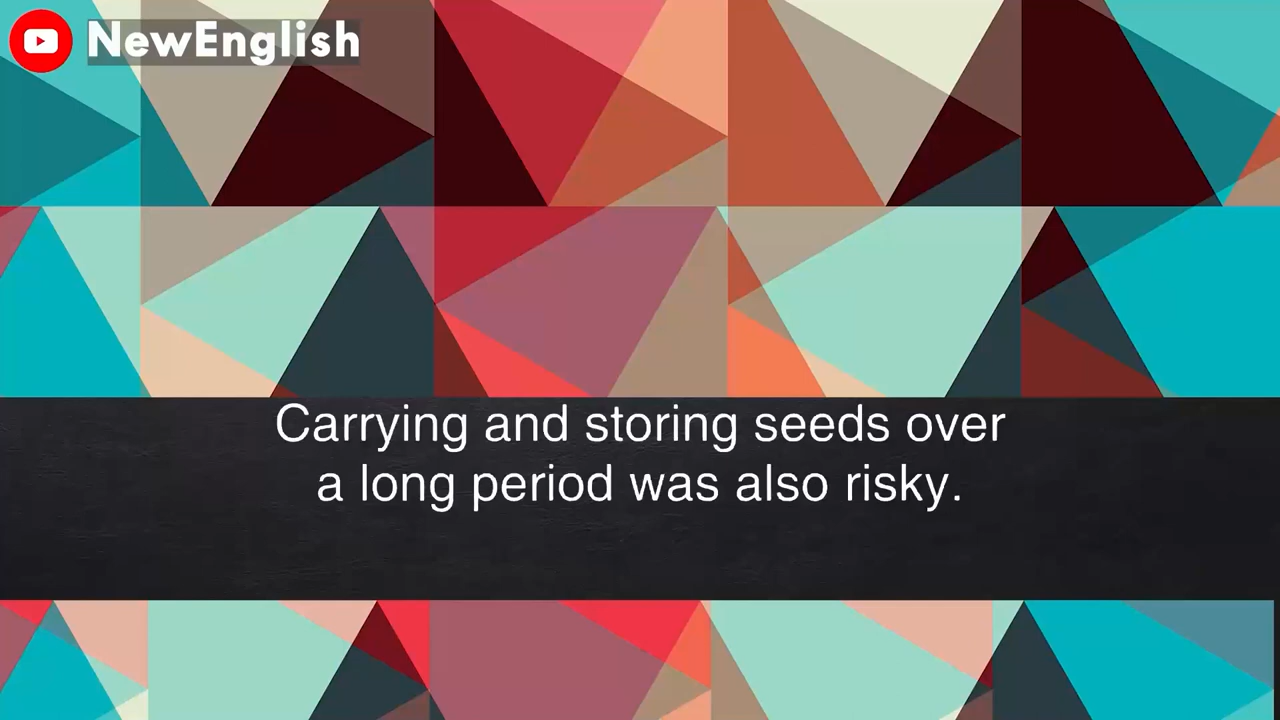 NewEnglish
Carrying and storing seeds over
a long period was also risky.